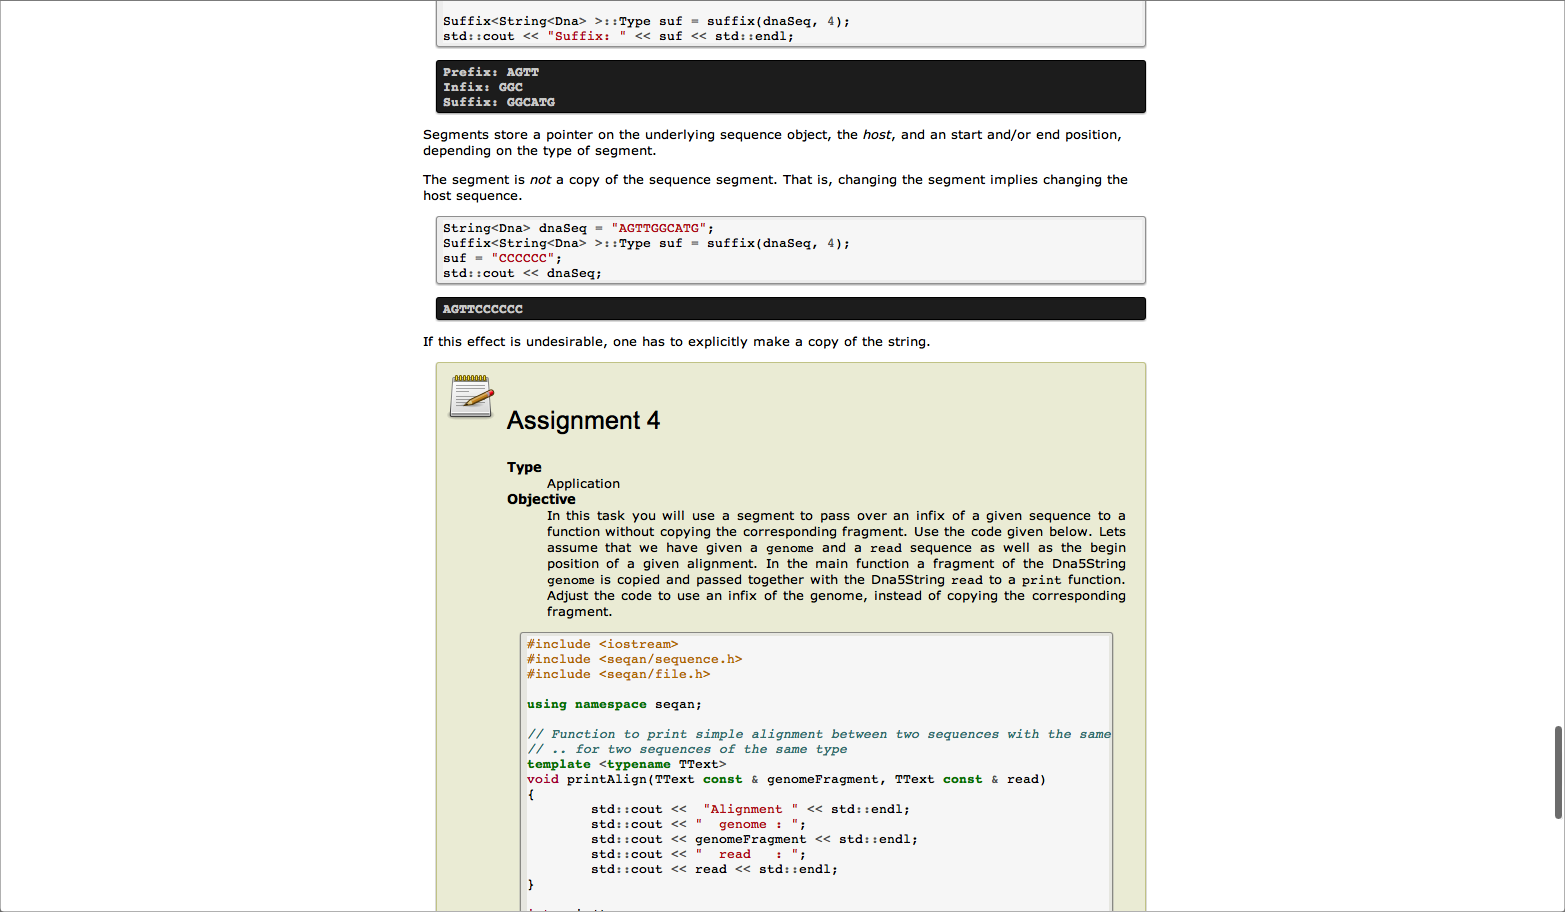 Suffix<String<Dna> >::Type suf = suffix(dnaSeq, 4);
std::cout << "Suffix: " << suf << std::endl;
Prefix: AGTT
Infix: GGC
Suffix: GGCATG
Segments store a pointer on the underlying sequence object, the host, and an start and/or end position,
depending on the type of segment.
The segment is not a copy of the sequence segment. That is, changing the segment implies changing the
host sequence.
String<Dna> dnaSeq = "AGTTGGCATG";
Suffix<String<Dna> >::Type suf = suffix(dnaSeq, 4);
suf = "CCCCCC";
std::cout << dnaSeq;
AGTTCCCCCC
If this effect is undesirable, one has to explicitly make a copy of the string.
Assignment 4
Type
Application
Objective
In this task you will use a segment to pass over an infix of a given sequence to a
function without copying the corresponding fragment. Use the code given below. Lets
assume that we have given a genome and a read sequence as well as the begin
position of a given alignment. In the main function a fragment of the Dna5String
genome is copied and passed together with the Dna5String read to a print function.
Adjust the code to use an infix of the genome, instead of copying the corresponding
fragment.
#include <iostream>
#include <seqan/sequence.h>
#include <seqan/file.h>
using namespace seqan;
// Function to print simple alignment between two sequences with the same
// .. for two sequences of the same type
template <typename TText>
void printAlign(TText const & genomeFragment, TText const & read)
{
std::cout <<  "Alignment " << std::endl;
std::cout << "  genome : ";
std::cout << genomeFragment << std::endl;
std::cout << "  read   : ";
std::cout << read << std::endl;
}